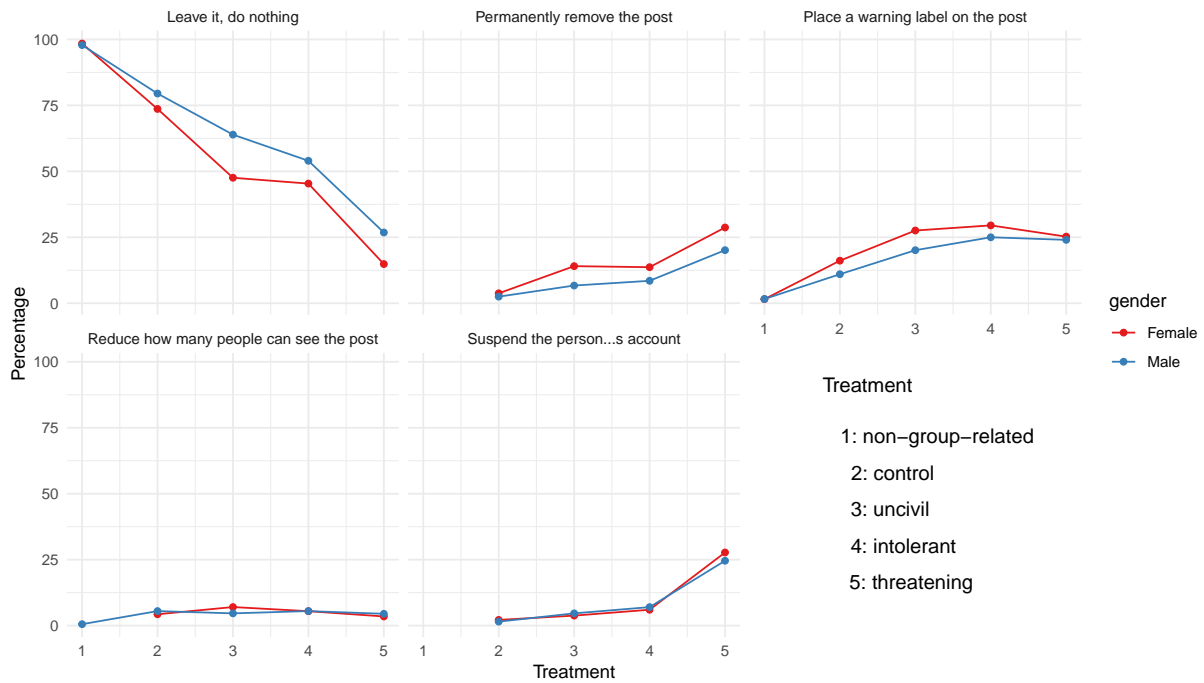 Leave it, do nothing
Permanently remove the post
Place a warning label on the post
100
75
50
25
0
1 2 3 4 5
Percentage
Reduce how many people can see the post
Suspend the person...s account
100
75
50
25
0
1 2 3 4 5
1 2 3 4 5
Treatment
Treatment
1: non−group−related
2: control
3: uncivil
4: intolerant
5: threatening
gender
Female
Male